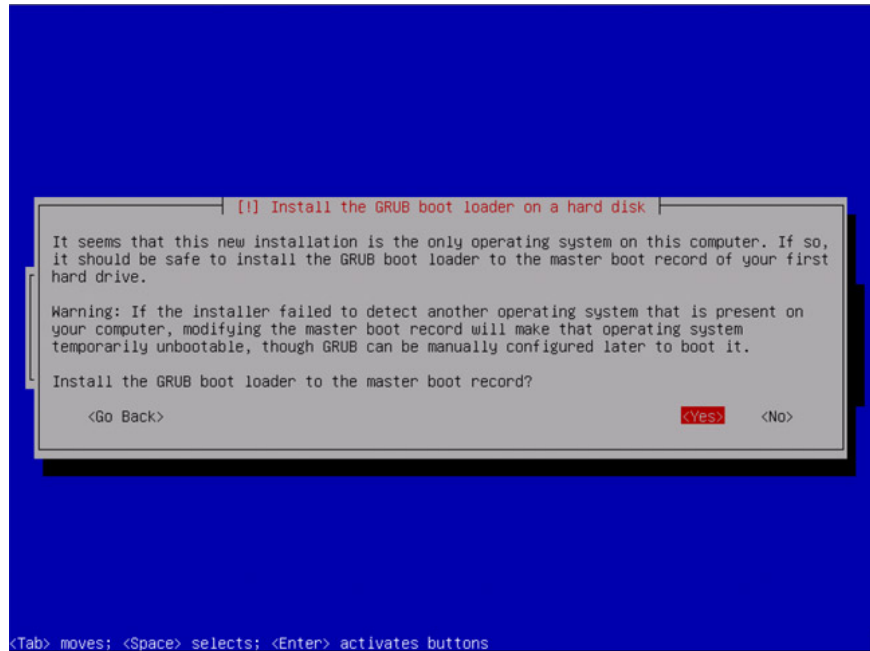 [!] Install the GRUB boot loader on a hard disk
It seems that this new installation is the only operating system on this computer. If so,
it should be safe to install the GRUB boot loader to the master boot record of your first
hard drive.
Warning: If the installer failed to detect another operating system that is present on
your computer, modifying the master boot record will make that operating system
temporarily unbootable, though GRUB can be manually configured later to boot it.
Install the GRUB boot loader to the master boot record?
<Go Back> <Yes> <No>
<Tab> moves; <Space> selects; <Enter> activates buttons